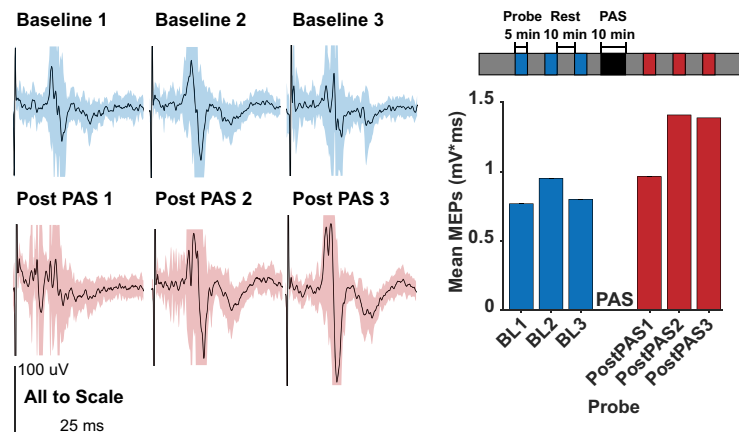 Baseline 1
Baseline 2
Baseline 3
Post PAS 1
Post PAS 2
Post PAS 3
100 uV
All to Scale
25 ms
Probe Rest PAS
5 min 10 min 10 min
1.5
1
0.5
0
Mean MEPs (mV*ms)
PAS
BL1
BL2
BL3
PostPAS1
PostPAS2
PostPAS3
Probe